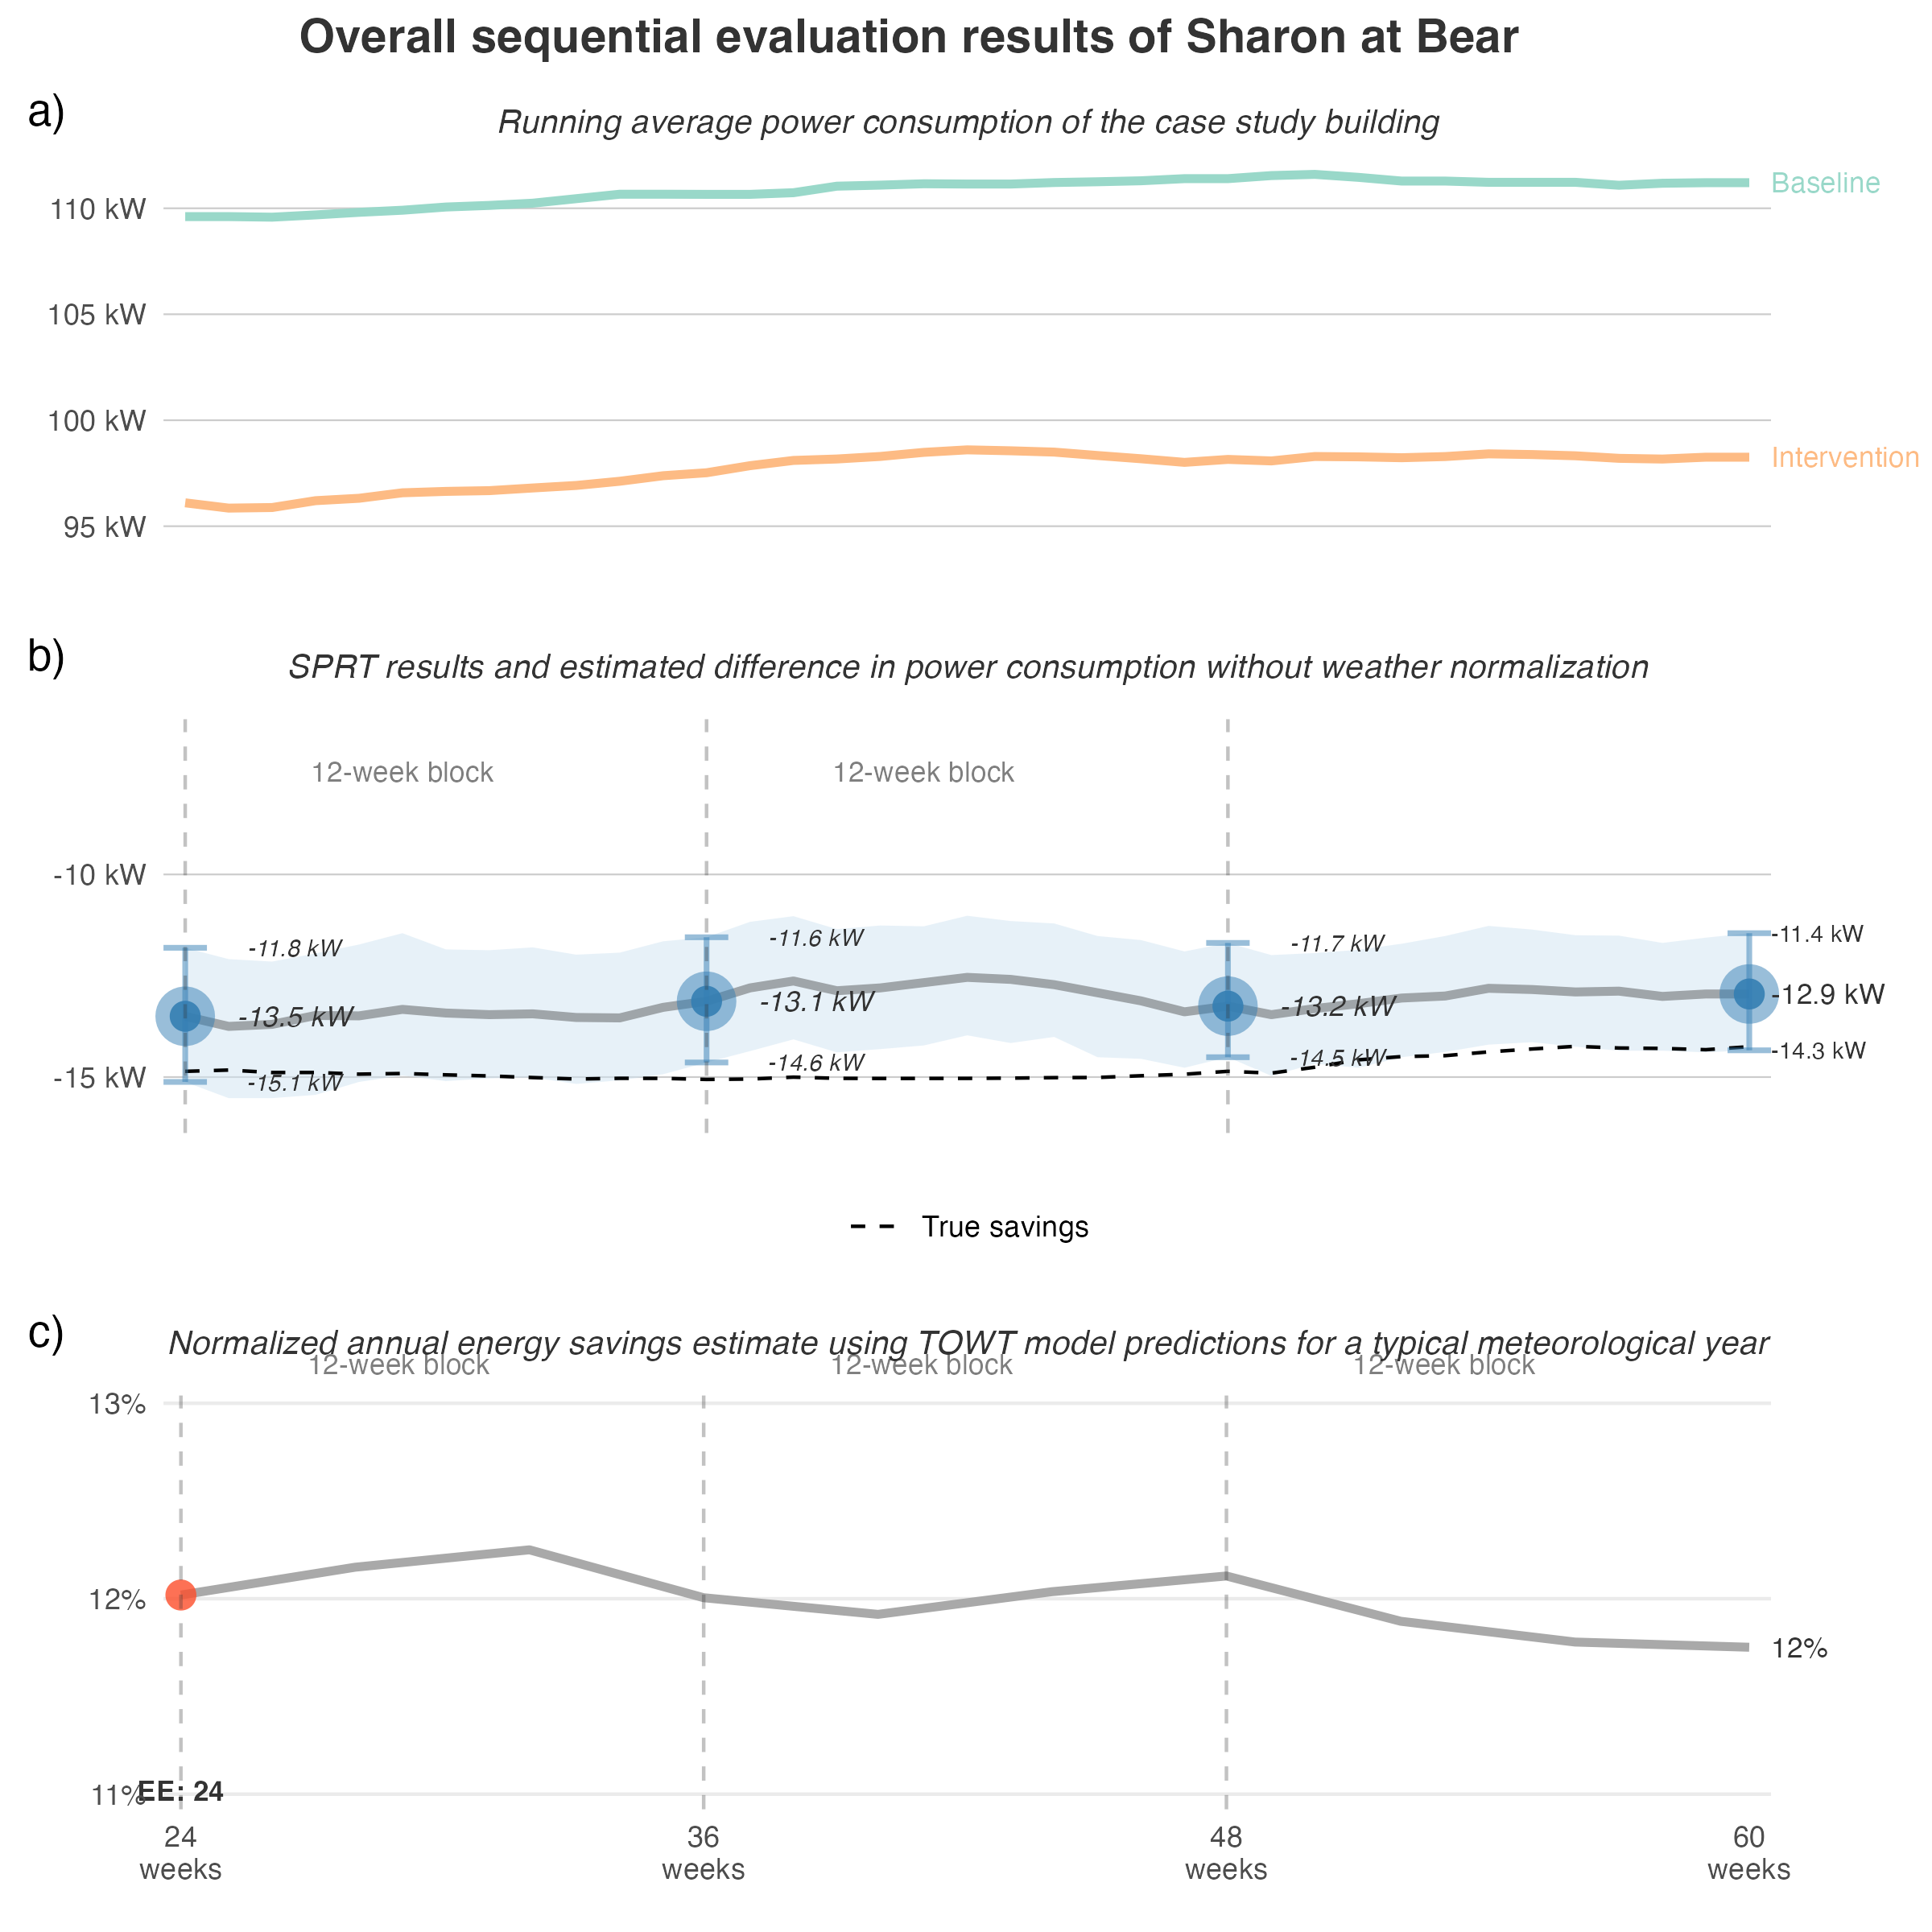 Overall sequential evaluation results of Sharon at Bear
a)
Running average power consumption of the case study building
110 kW
105 kW
100 kW
95 kW
Baseline
Intervention
b)
SPRT results and estimated difference in power consumption without weather normalization
12-week block
12-week block
-10 kW
-15 kW
-11.8 kW
-13.5 kW
-15.1 kW
-11.6 kW
-13.1 kW
-14.6 kW
-11.7 kW
-13.2 kW
-14.5 kW
-11.4 kW
-12.9 kW
-14.3 kW
True savings
c)
Normalized annual energy savings estimate using TOWT model predictions for a typical meteorological year
12-week block
12-week block
12-week block
13%
12%
11%
12%
EE: 24
24
weeks
36
weeks
48
weeks
60
weeks